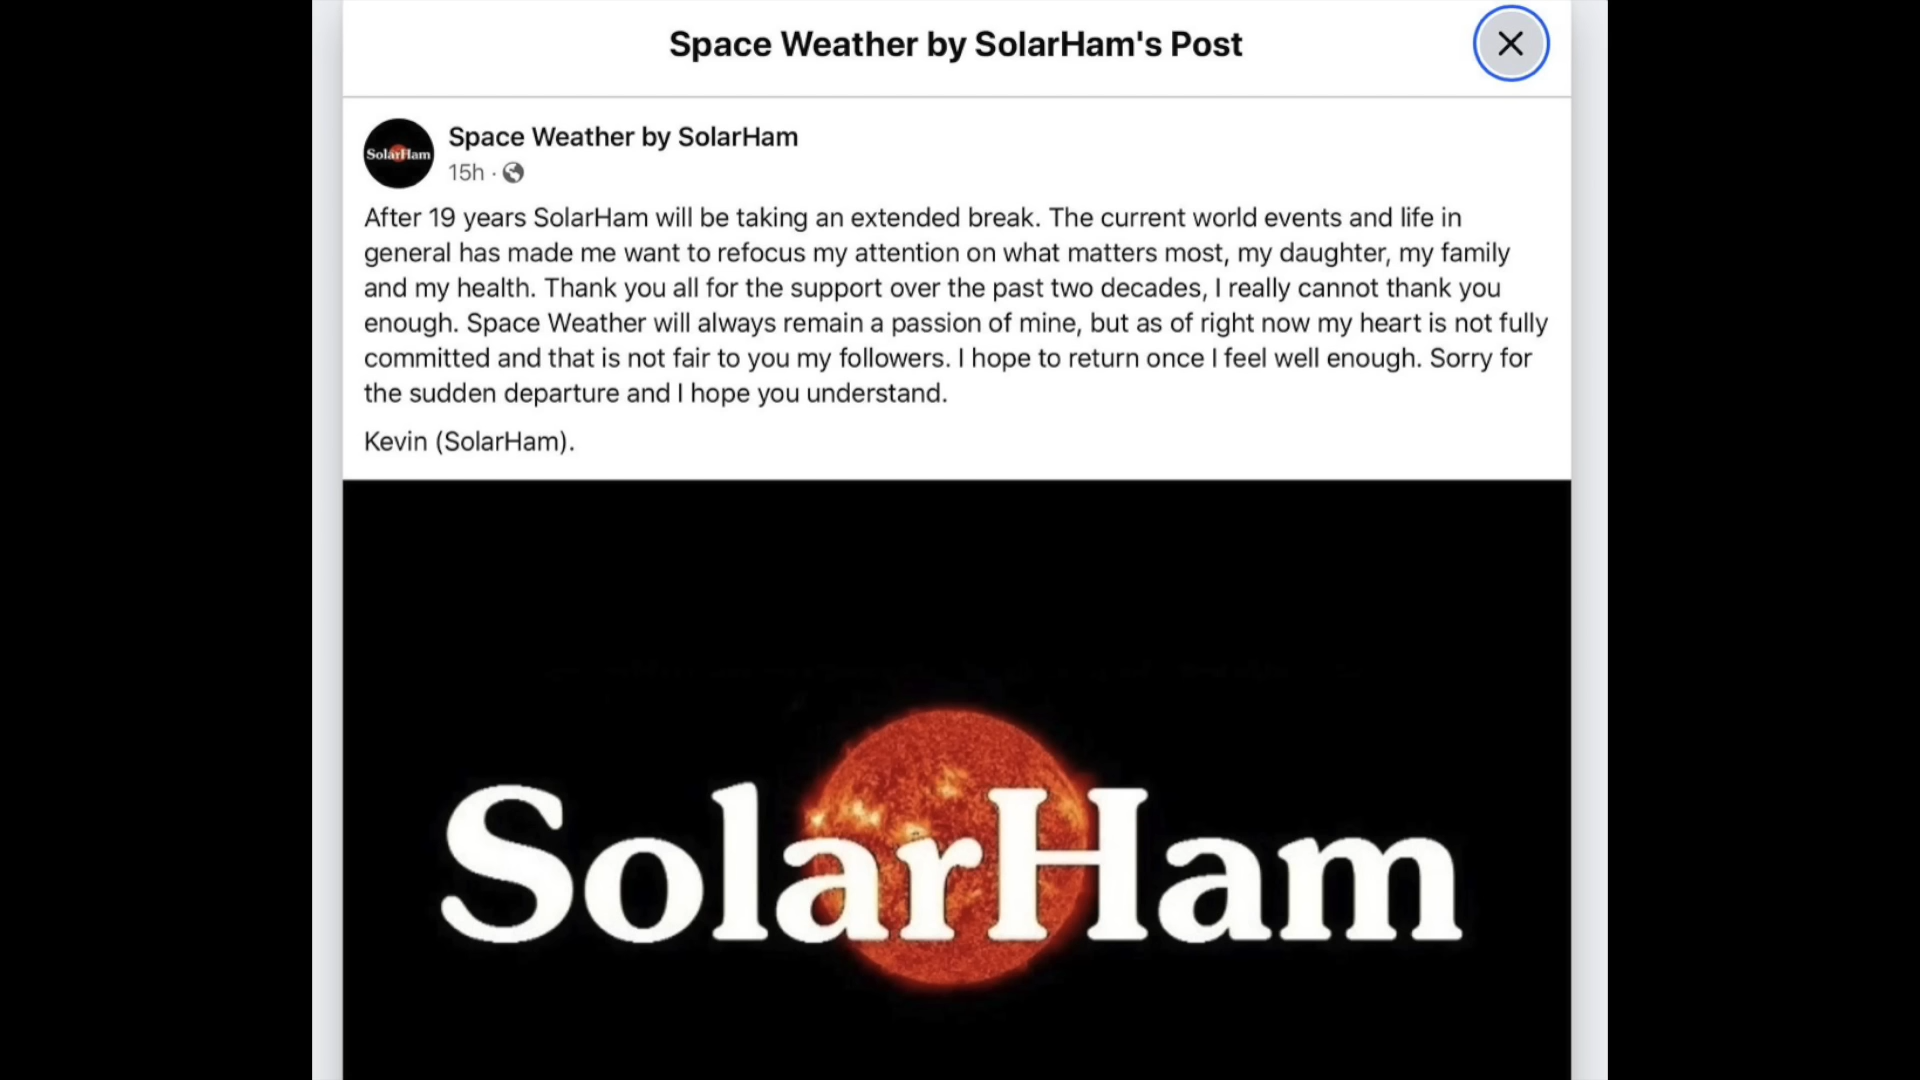 Space Weather by SolarHam's Post
SolarHam
Space Weather by SolarHam
15h ·
After 19 years SolarHam will be taking an extended break. The current world events and life in
general has made me want to refocus my attention on what matters most, my daughter, my family
and my health. Thank you all for the support over the past two decades, I really cannot thank you
enough. Space Weather will always remain a passion of mine, but as of right now my heart is not fully
committed and that is not fair to you my followers. I hope to return once I feel well enough. Sorry for
the sudden departure and I hope you understand.
Kevin (SolarHam).
SolarHam